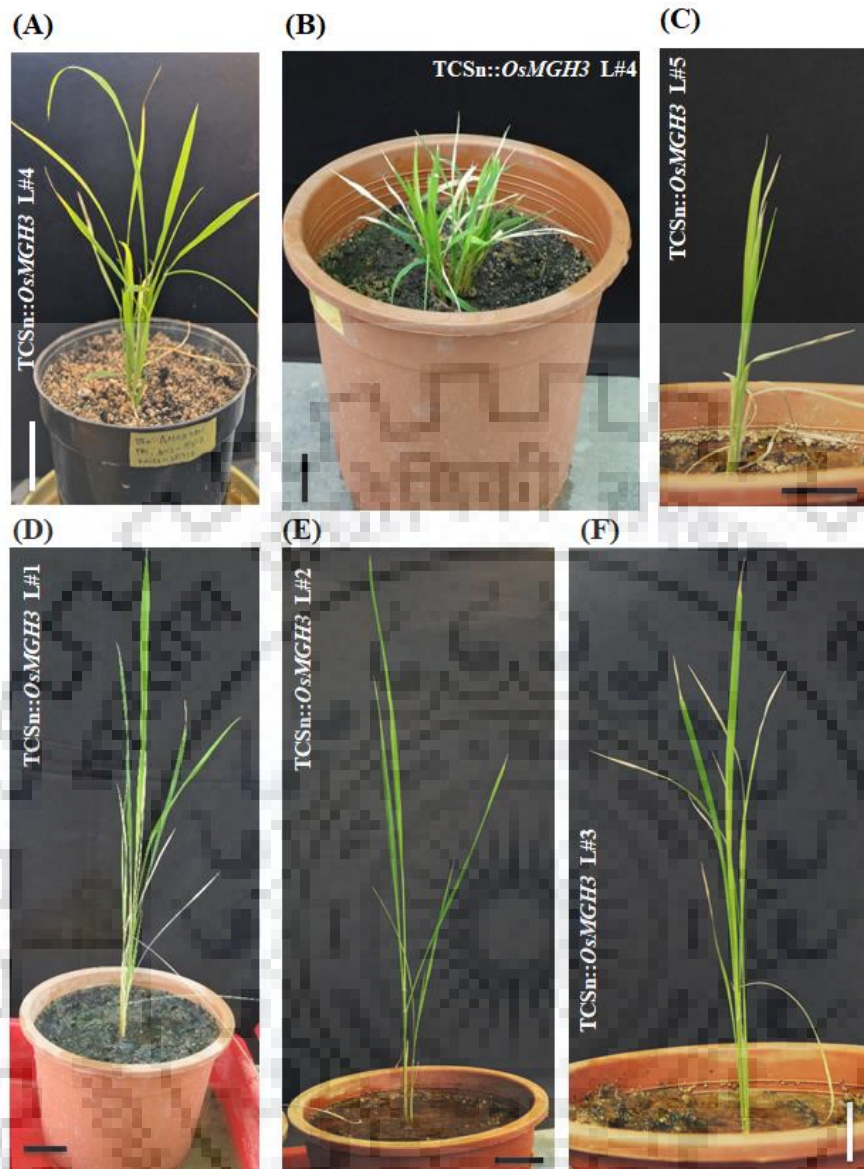 (A)
TCSn::OsMGH3 L#4
(B)
TCSn::OsMGH3 L#4
(C)
TCSn::OsMGH3 L#5
(D)
TCSn::OsMGH3 L#1
(E)
TCSn::OsMGH3 L#2
(F)
TCSn::OsMGH3 L#3